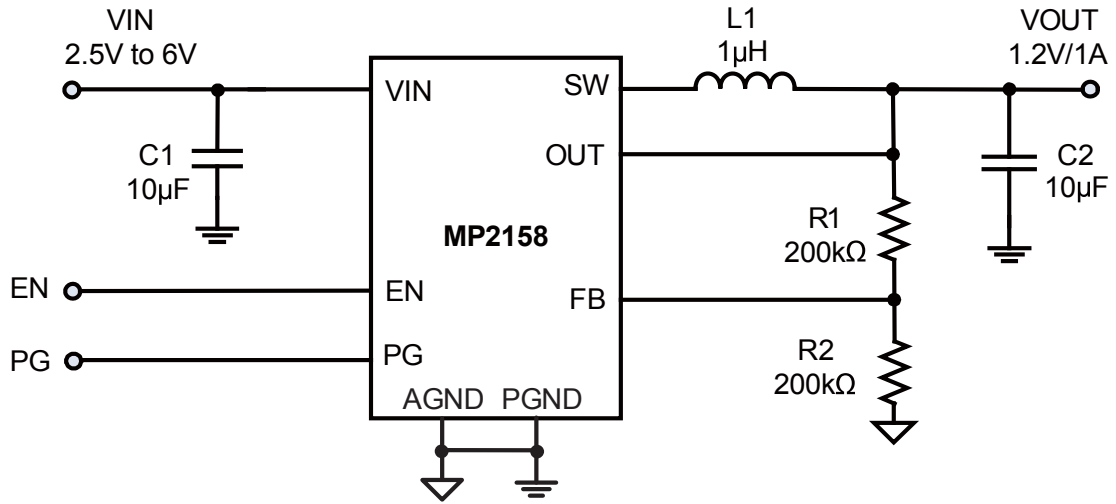 VIN
2.5V to 6V
L1
1µH
VOUT
1.2V/1A
VIN
SW
OUT
C1
10µF
C2
10µF
R1
200kΩ
MP2158
EN
EN
FB
PG
PG
R2
200kΩ
AGND PGND